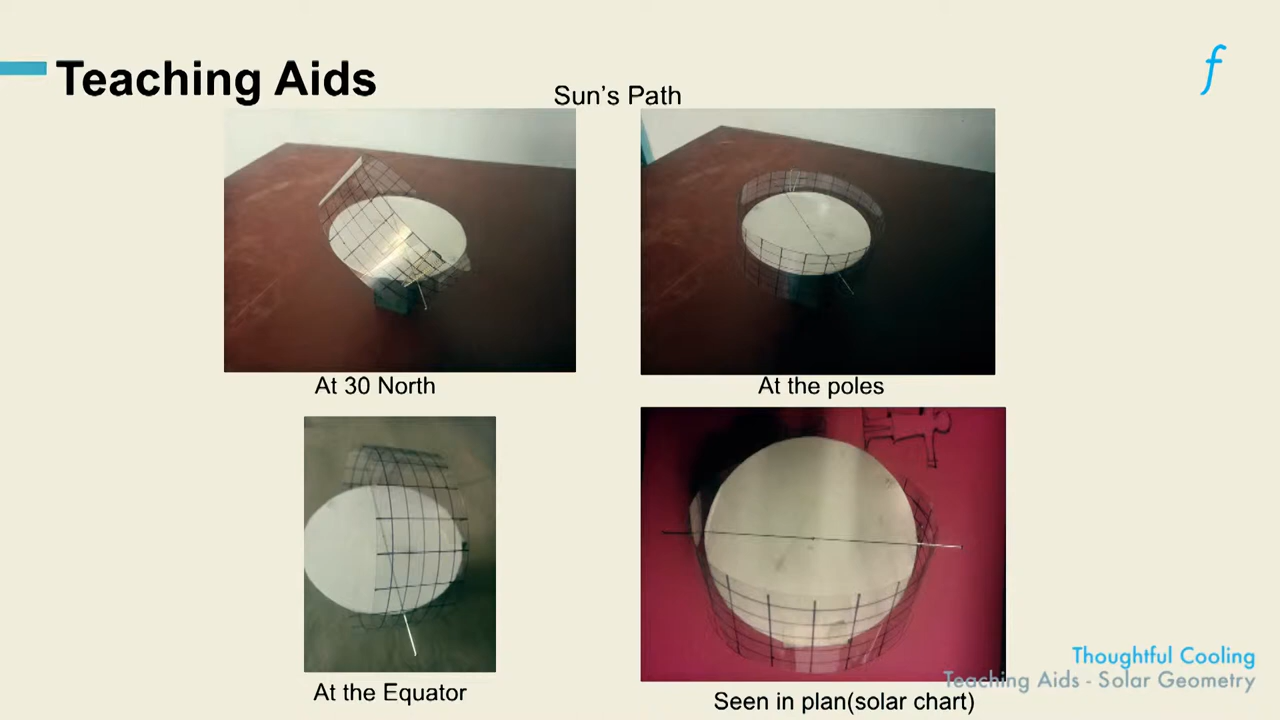 Teaching Aids
f
Sun's Path
At 30 North
At the poles
At the Equator
Seen in plan(solar chart)
Thoughtful Cooling
Teaching Aids - Solar Geometry